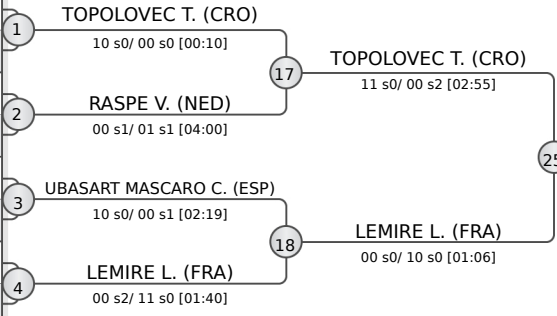 TOPOLOVEC T. (CRO)
1
10 s0/ 00 s0 [00:10]
TOPOLOVEC T. (CRO)
17
11 s0/ 00 s2 [02:55]
RASPE V. (NED)
2
00 s1/ 01 s1 [04:00]
25
UBASART MASCARO C. (ESP)
3
10 s0/ 00 s1 [02:19]
LEMIRE L. (FRA)
18
00 s0/ 10 s0 [01:06]
LEMIRE L. (FRA)
4
00 s2/ 11 s0 [01:40]